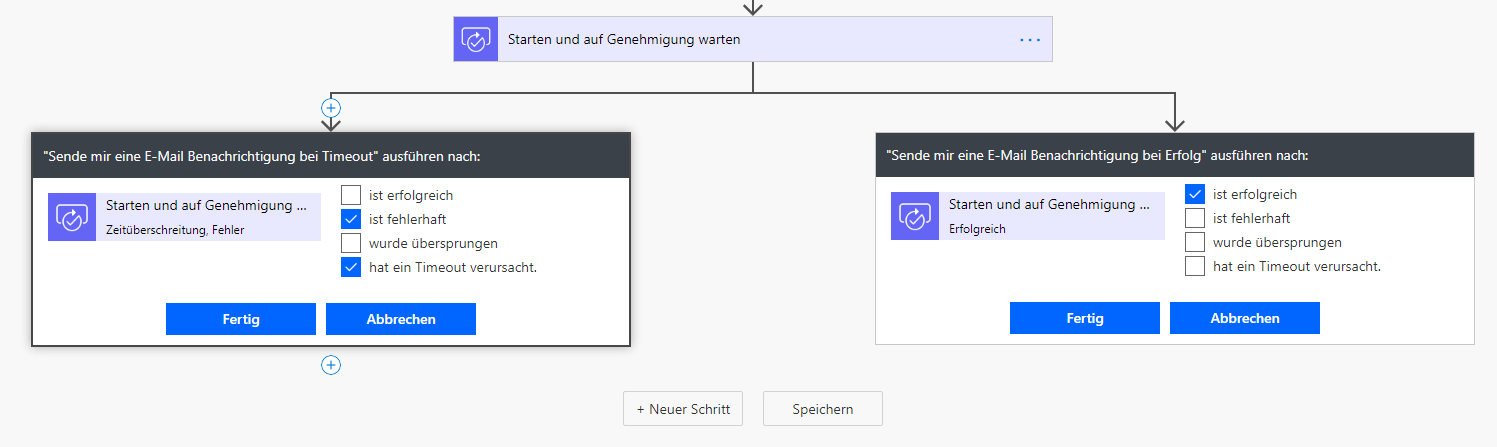 Starten und auf Genehmigung warten
"Sende mir eine E-Mail Benachrichtigung bei Timeout" ausführen nach:
Starten und auf Genehmigung ...
Zeitüberschreitung, Fehler
ist erfolgreich
ist fehlerhaft
wurde übersprungen
hat ein Timeout verursacht.
Fertig
Abbrechen
"Sende mir eine E-Mail Benachrichtigung bei Erfolg" ausführen nach:
Starten und auf Genehmigung ...
Erfolgreich
ist erfolgreich
ist fehlerhaft
wurde übersprungen
hat ein Timeout verursacht.
Fertig
Abbrechen
+ Neuer Schritt
Speichern